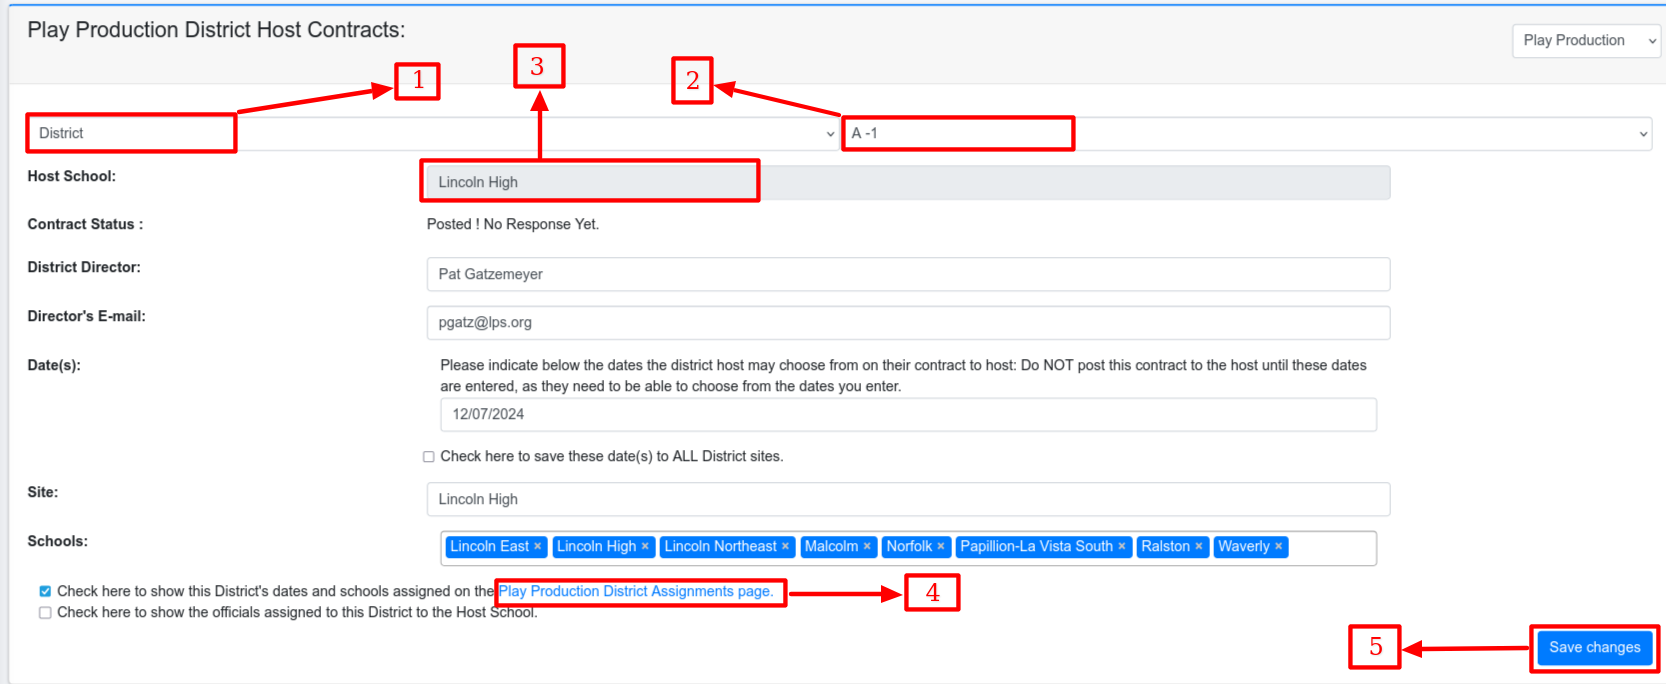 Play Production District Host Contracts:
Play Production
3
1
2
District
A -1
Host School:
Lincoln High
Contract Status :
Posted ! No Response Yet.
District Director:
Pat Gatzemeyer
Director's E-mail:
pgatz@lps.org
Date(s):
Please indicate below the dates the district host may choose from on their contract to host: Do NOT post this contract to the host until these dates
are entered, as they need to be able to choose from the dates you enter.
12/07/2024
Check here to save these date(s) to ALL District sites.
Site:
Lincoln High
Schools:
Lincoln East × Lincoln High × Lincoln Northeast × Malcolm × Norfolk × Papillion-La Vista South × Ralston × Waverly ×
Check here to show this District's dates and schools assigned on the Play Production District Assignments page.
4
Check here to show the officials assigned to this District to the Host School.
5
Save changes